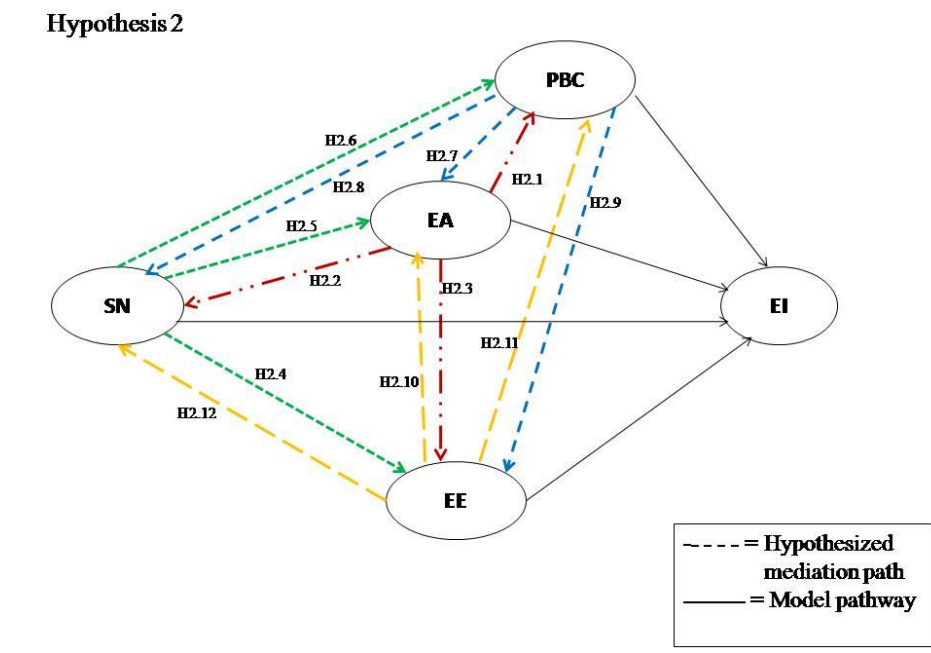 Hypothesis 2
PBC
H2.6
H2.7
H2.1
H2.8
H2.9
EA
H2.5
H2.2
H2.3
SN
EI
H2.11
H2.4
H2.10
H2.12
EE
= Hypothesized
mediation path
= Model pathway